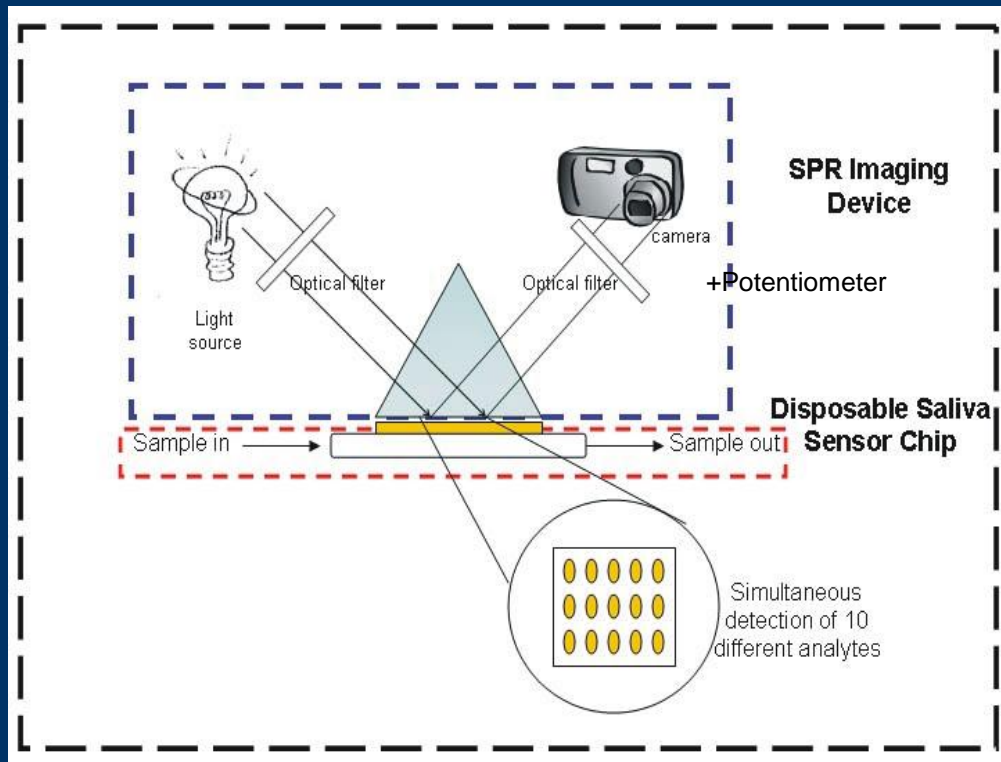 SPR Imaging
Device
camera
Optical filter
Optical filter
+Potentiometer
Light
source
Disposable Saliva
Sensor Chip
Sample in
Sample out
Simultaneous
detection of 10
different analytes